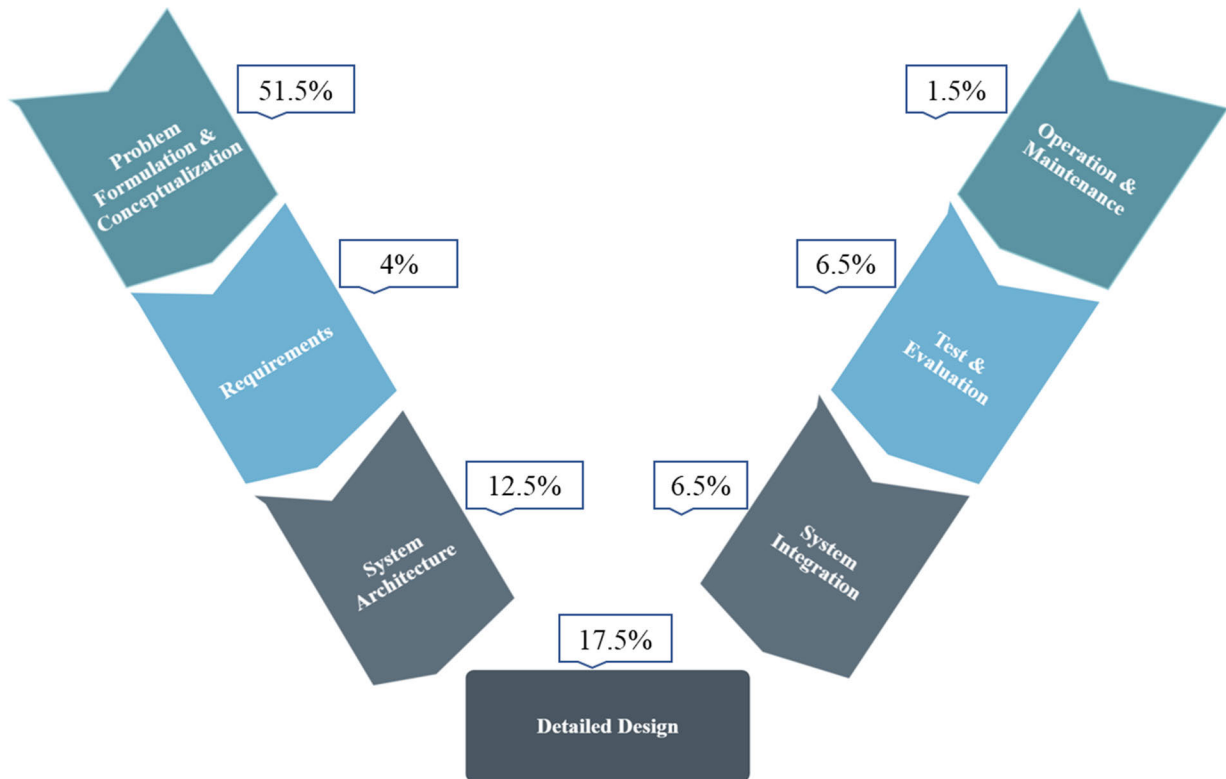 51.5%
Problem
Formulation &
Conceptualization
4%
Requirements
12.5%
System
Architecture
17.5%
Detailed Design
6.5%
System
Integration
6.5%
Test &
Evaluation
1.5%
Operation &
Maintenance